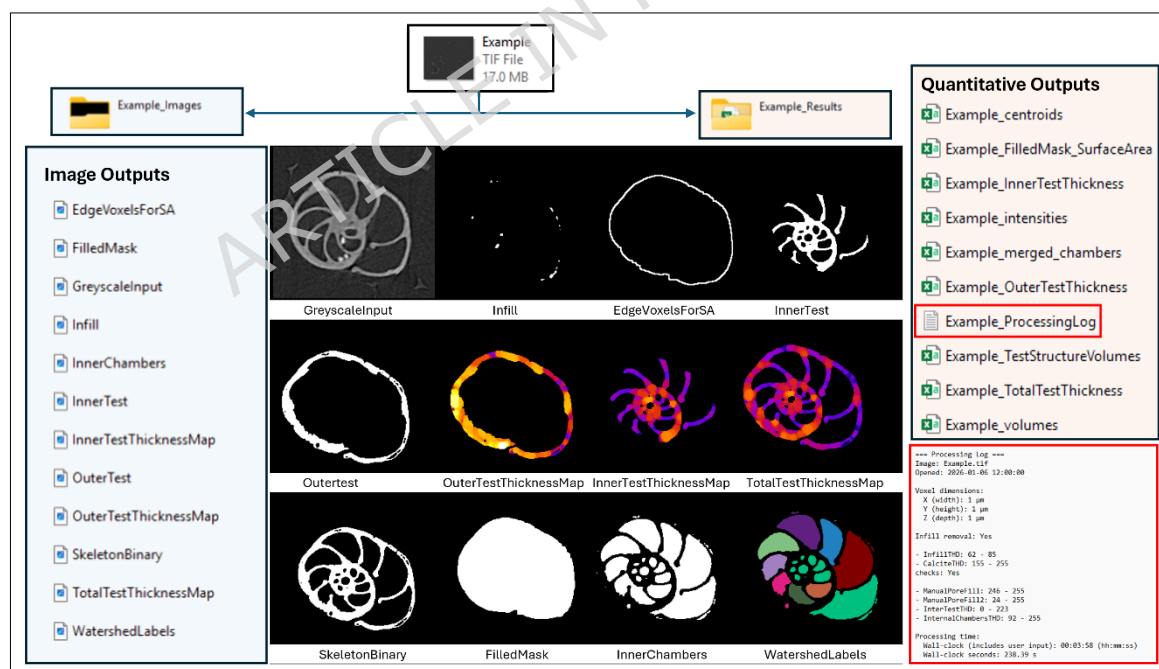 ARTICLE IN
Example
TIF File
17.0 MB
Example_Images
Example_Results
Image Outputs
EdgeVoxelsForSA
FilledMask
GreyscaleInput
Infill
InnerChambers
InnerTest
InnerTestThicknessMap
OuterTest
OuterTestThicknessMap
SkeletonBinary
TotalTestThicknessMap
WatershedLabels
GreyscaleInput Infill EdgeVoxelsForSA InnerTest
Outertest OuterTestThicknessMap InnerTestThicknessMap TotalTestThicknessMap
SkeletonBinary FilledMask InnerChambers WatershedLabels
Quantitative Outputs
Example_centroids
Example_FilledMask_SurfaceArea
Example_InnerTestThickness
Example_intensities
Example_merged_chambers
Example_OuterTestThickness
Example_ProcessingLog
Example_TestStructureVolumes
Example_TotalTestThickness
Example_volumes
=== Processing Log ===
Image: Example.tif
Opened: 2026-01-06 12:00:00
Voxel dimensions:
X (width): 1 µm
Y (height): 1 µm
Z (depth): 1 µm
Infill removal: Yes
- InfillTHD: 62 - 85
- CalciteTHD: 155 - 255
checks: Yes
- ManualPoreFill1: 246 - 255
- ManualPoreFill2: 24 - 255
- InterTestTHD: 0 - 223
- InternalChambersTHD: 92 - 255
Processing time:
Wall-clock (includes user input): 00:03:58 (hh:mm:ss)
Wall-clock seconds: 238.39 s